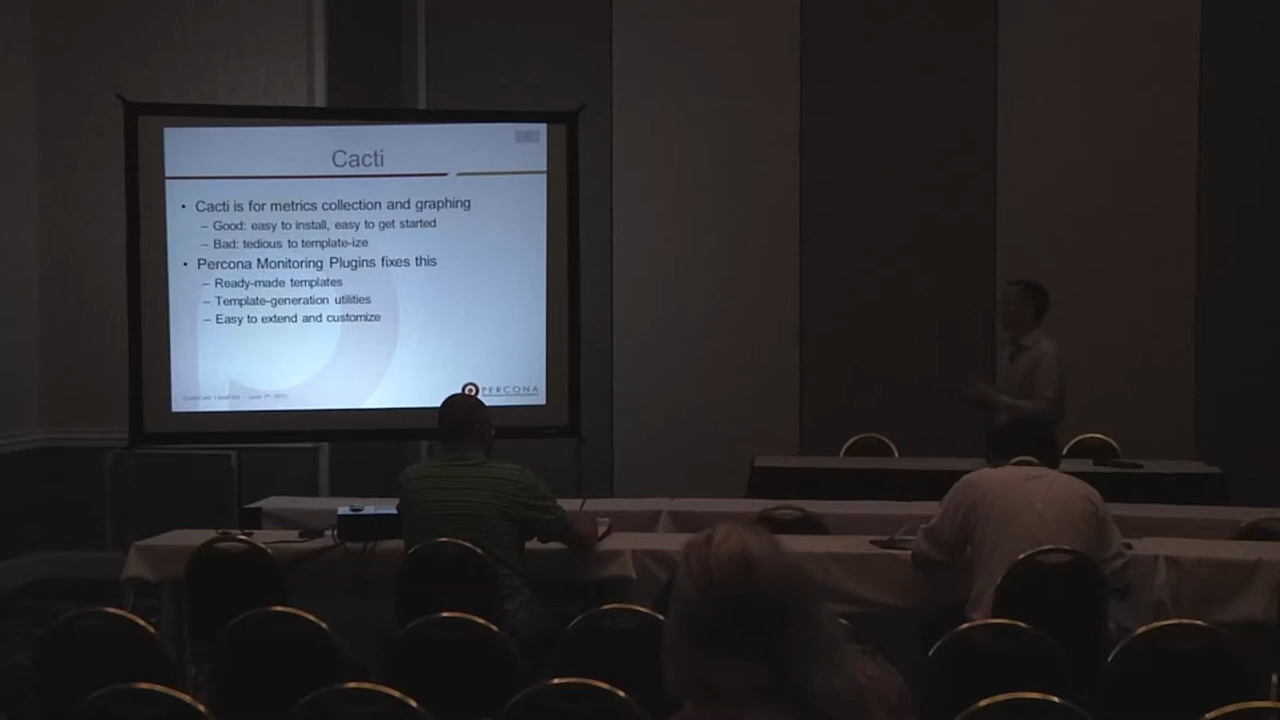 Cacti
• Cacti is for metrics collection and graphing
– Good: easy to install, easy to get started
– Bad: tedious to template-ize
• Percona Monitoring Plugins fixes this
– Ready-made templates
– Template-generation utilities
– Easy to extend and customize
PERCONA